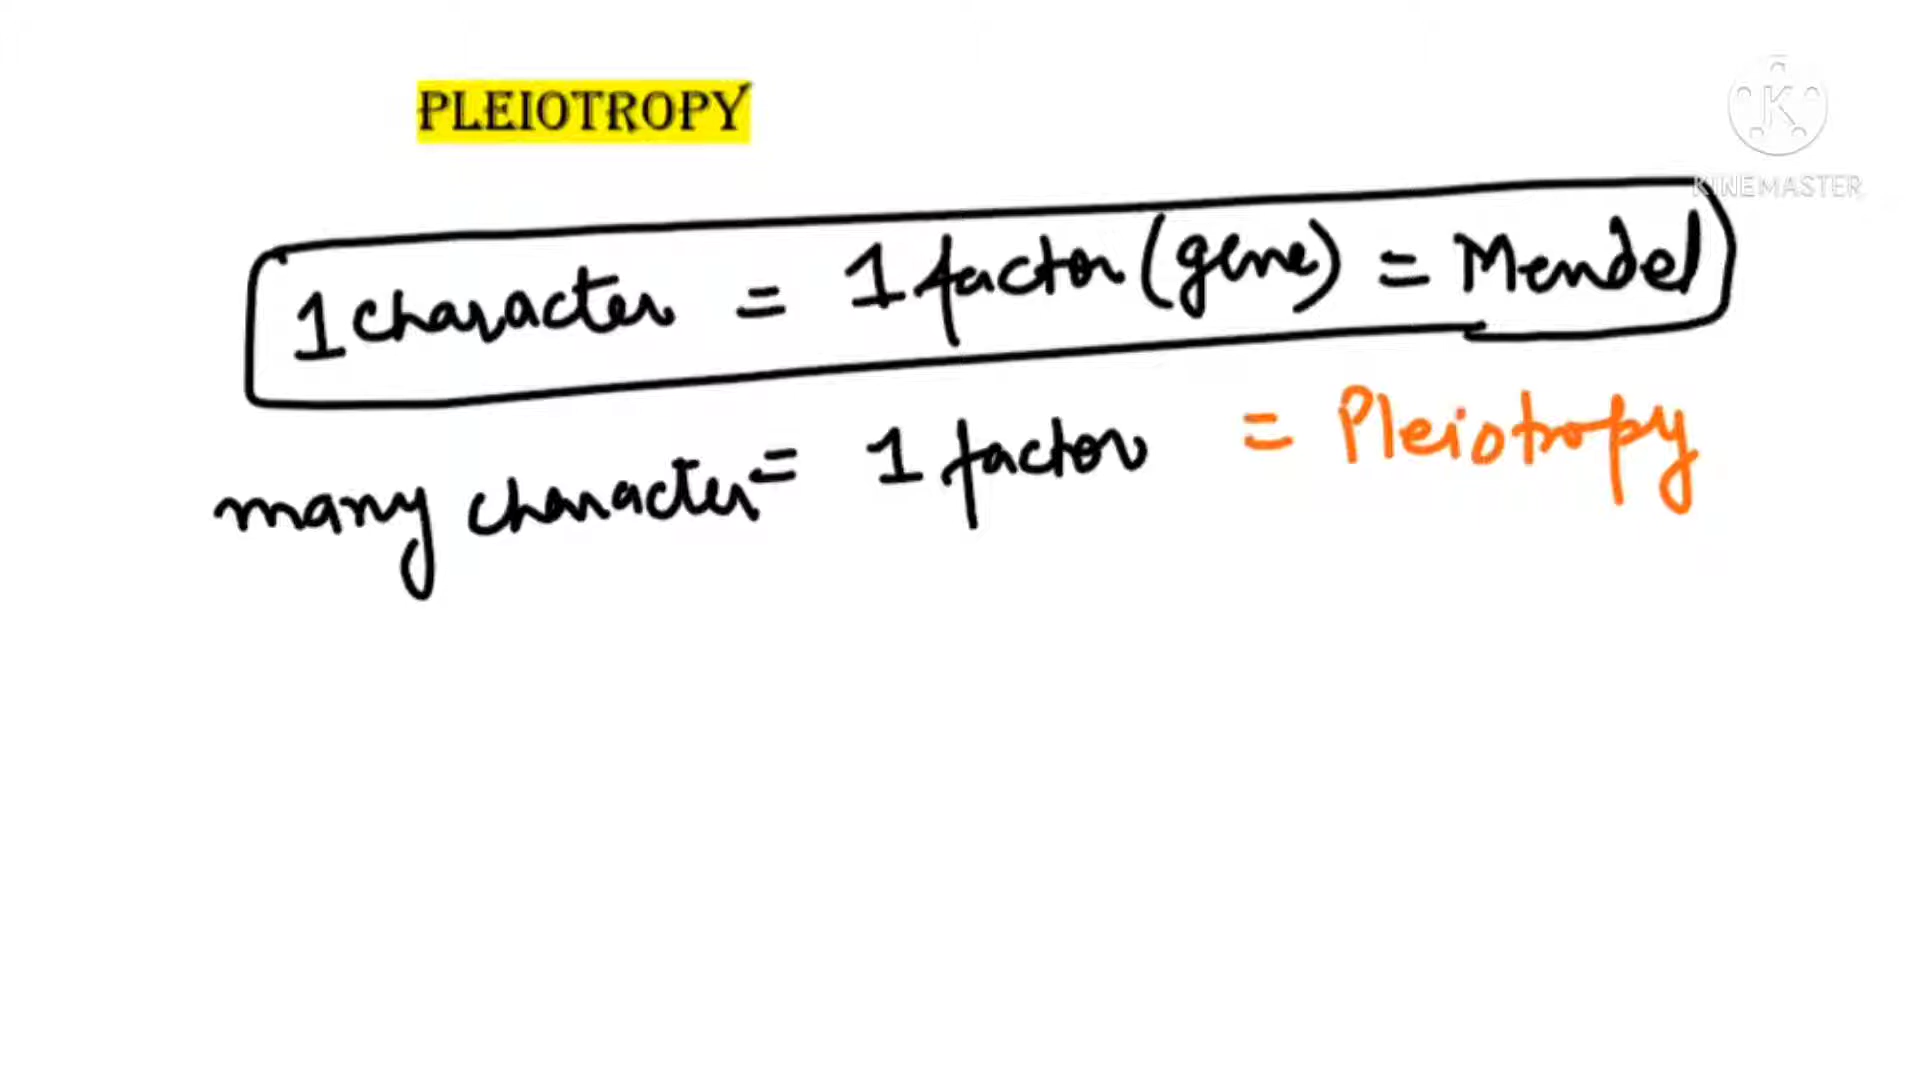 PLEIOTROPY
K
KINEMASTER
1 character = 1 factor (gene) = Mendel
many character = 1 factor = Pleiotropy